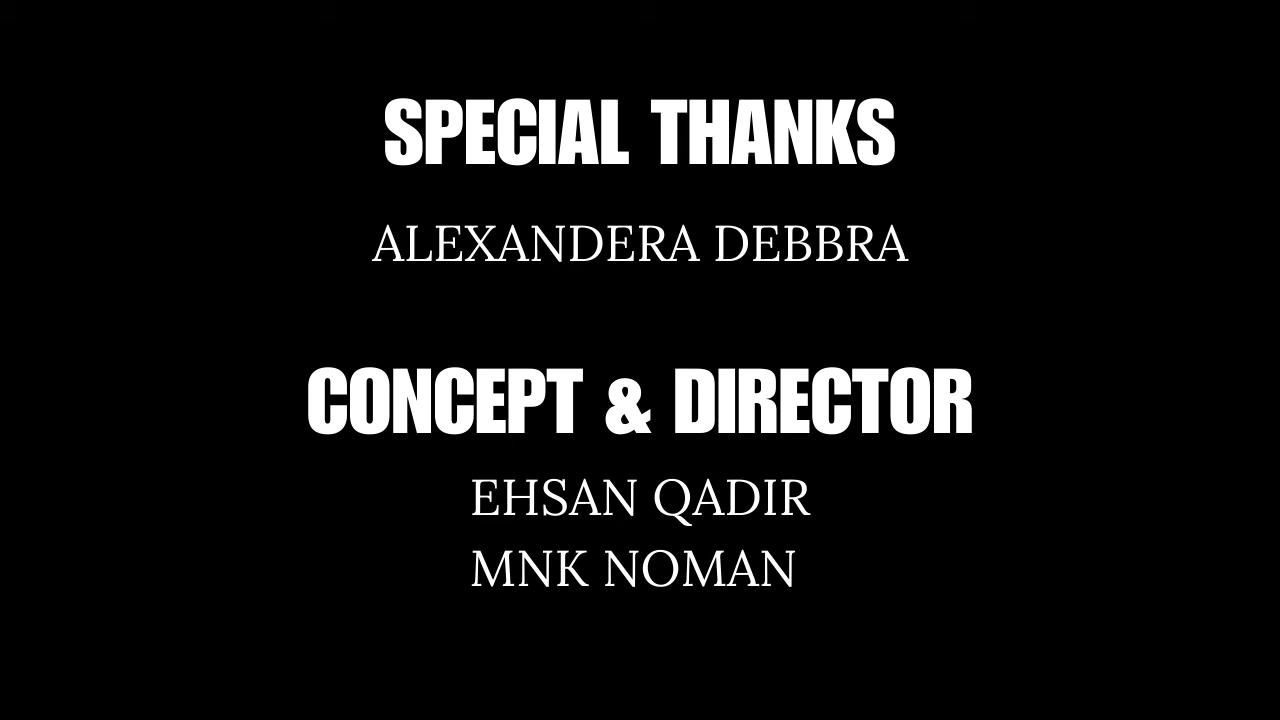 SPECIAL THANKS
ALEXANDERA DEBBRA
CONCEPT & DIRECTOR
EHSAN QADIR
MNK NOMAN